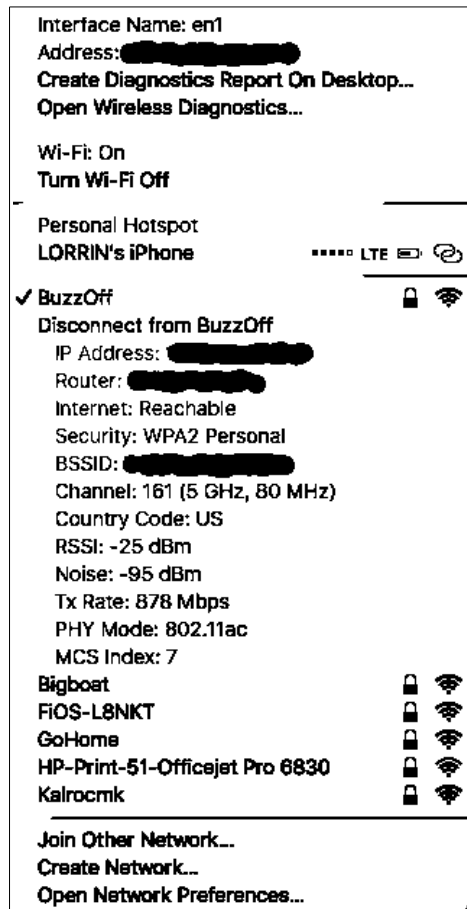 Interface Name: en1
Address:
Create Diagnostics Report On Desktop...
Open Wireless Diagnostics...
Wi-Fi: On
Turn Wi-Fi Off
Personal Hotspot
LORRIN's iPhone LTE
BuzzOff
Disconnect from BuzzOff
IP Address:
Router:
Internet: Reachable
Security: WPA2 Personal
BSSID:
Channel: 161 (5 GHz, 80 MHz)
Country Code: US
RSSI: -25 dBm
Noise: -95 dBm
Tx Rate: 878 Mbps
PHY Mode: 802.11ac
MCS Index: 7
Bigboat
FiOS-L8NKT
GoHome
HP-Print-51-Officejet Pro 6830
Kalrocmk
Join Other Network...
Create Network...
Open Network Preferences...